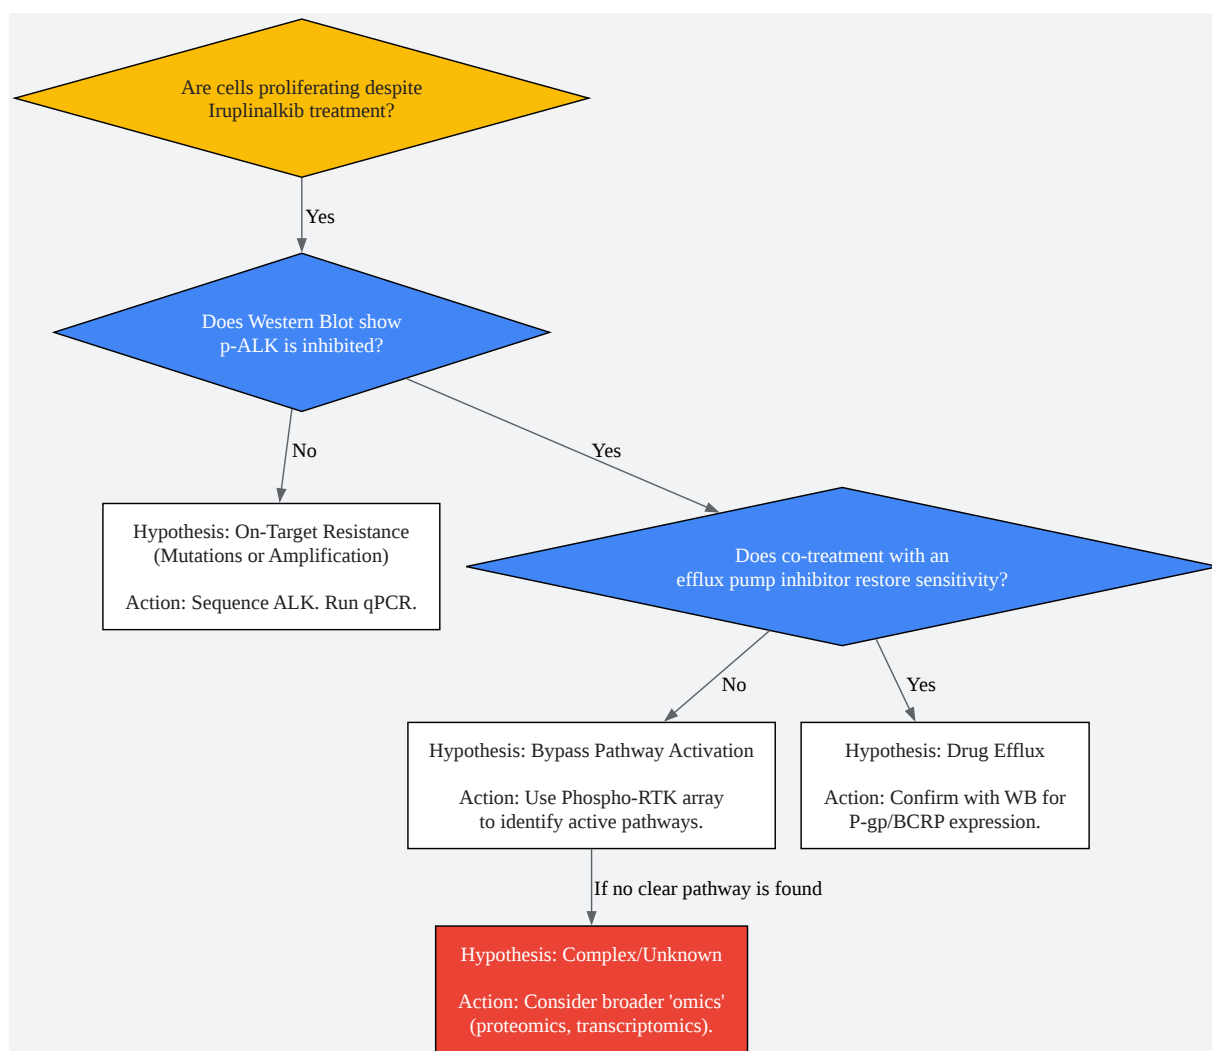 Are cells proliferating despite
Iruplinalkib treatment?
Yes
Does Western Blot show
p-ALK is inhibited?
No
Yes
Hypothesis: On-Target Resistance
(Mutations or Amplification)
Action: Sequence ALK. Run qPCR.
Does co-treatment with an
efflux pump inhibitor restore sensitivity?
No
Yes
Hypothesis: Bypass Pathway Activation
Action: Use Phospho-RTK array
to identify active pathways.
Hypothesis: Drug Efflux
Action: Confirm with WB for
P-gp/BCRP expression.
If no clear pathway is found
Hypothesis: Complex/Unknown
Action: Consider broader 'omics'
(proteomics, transcriptomics).